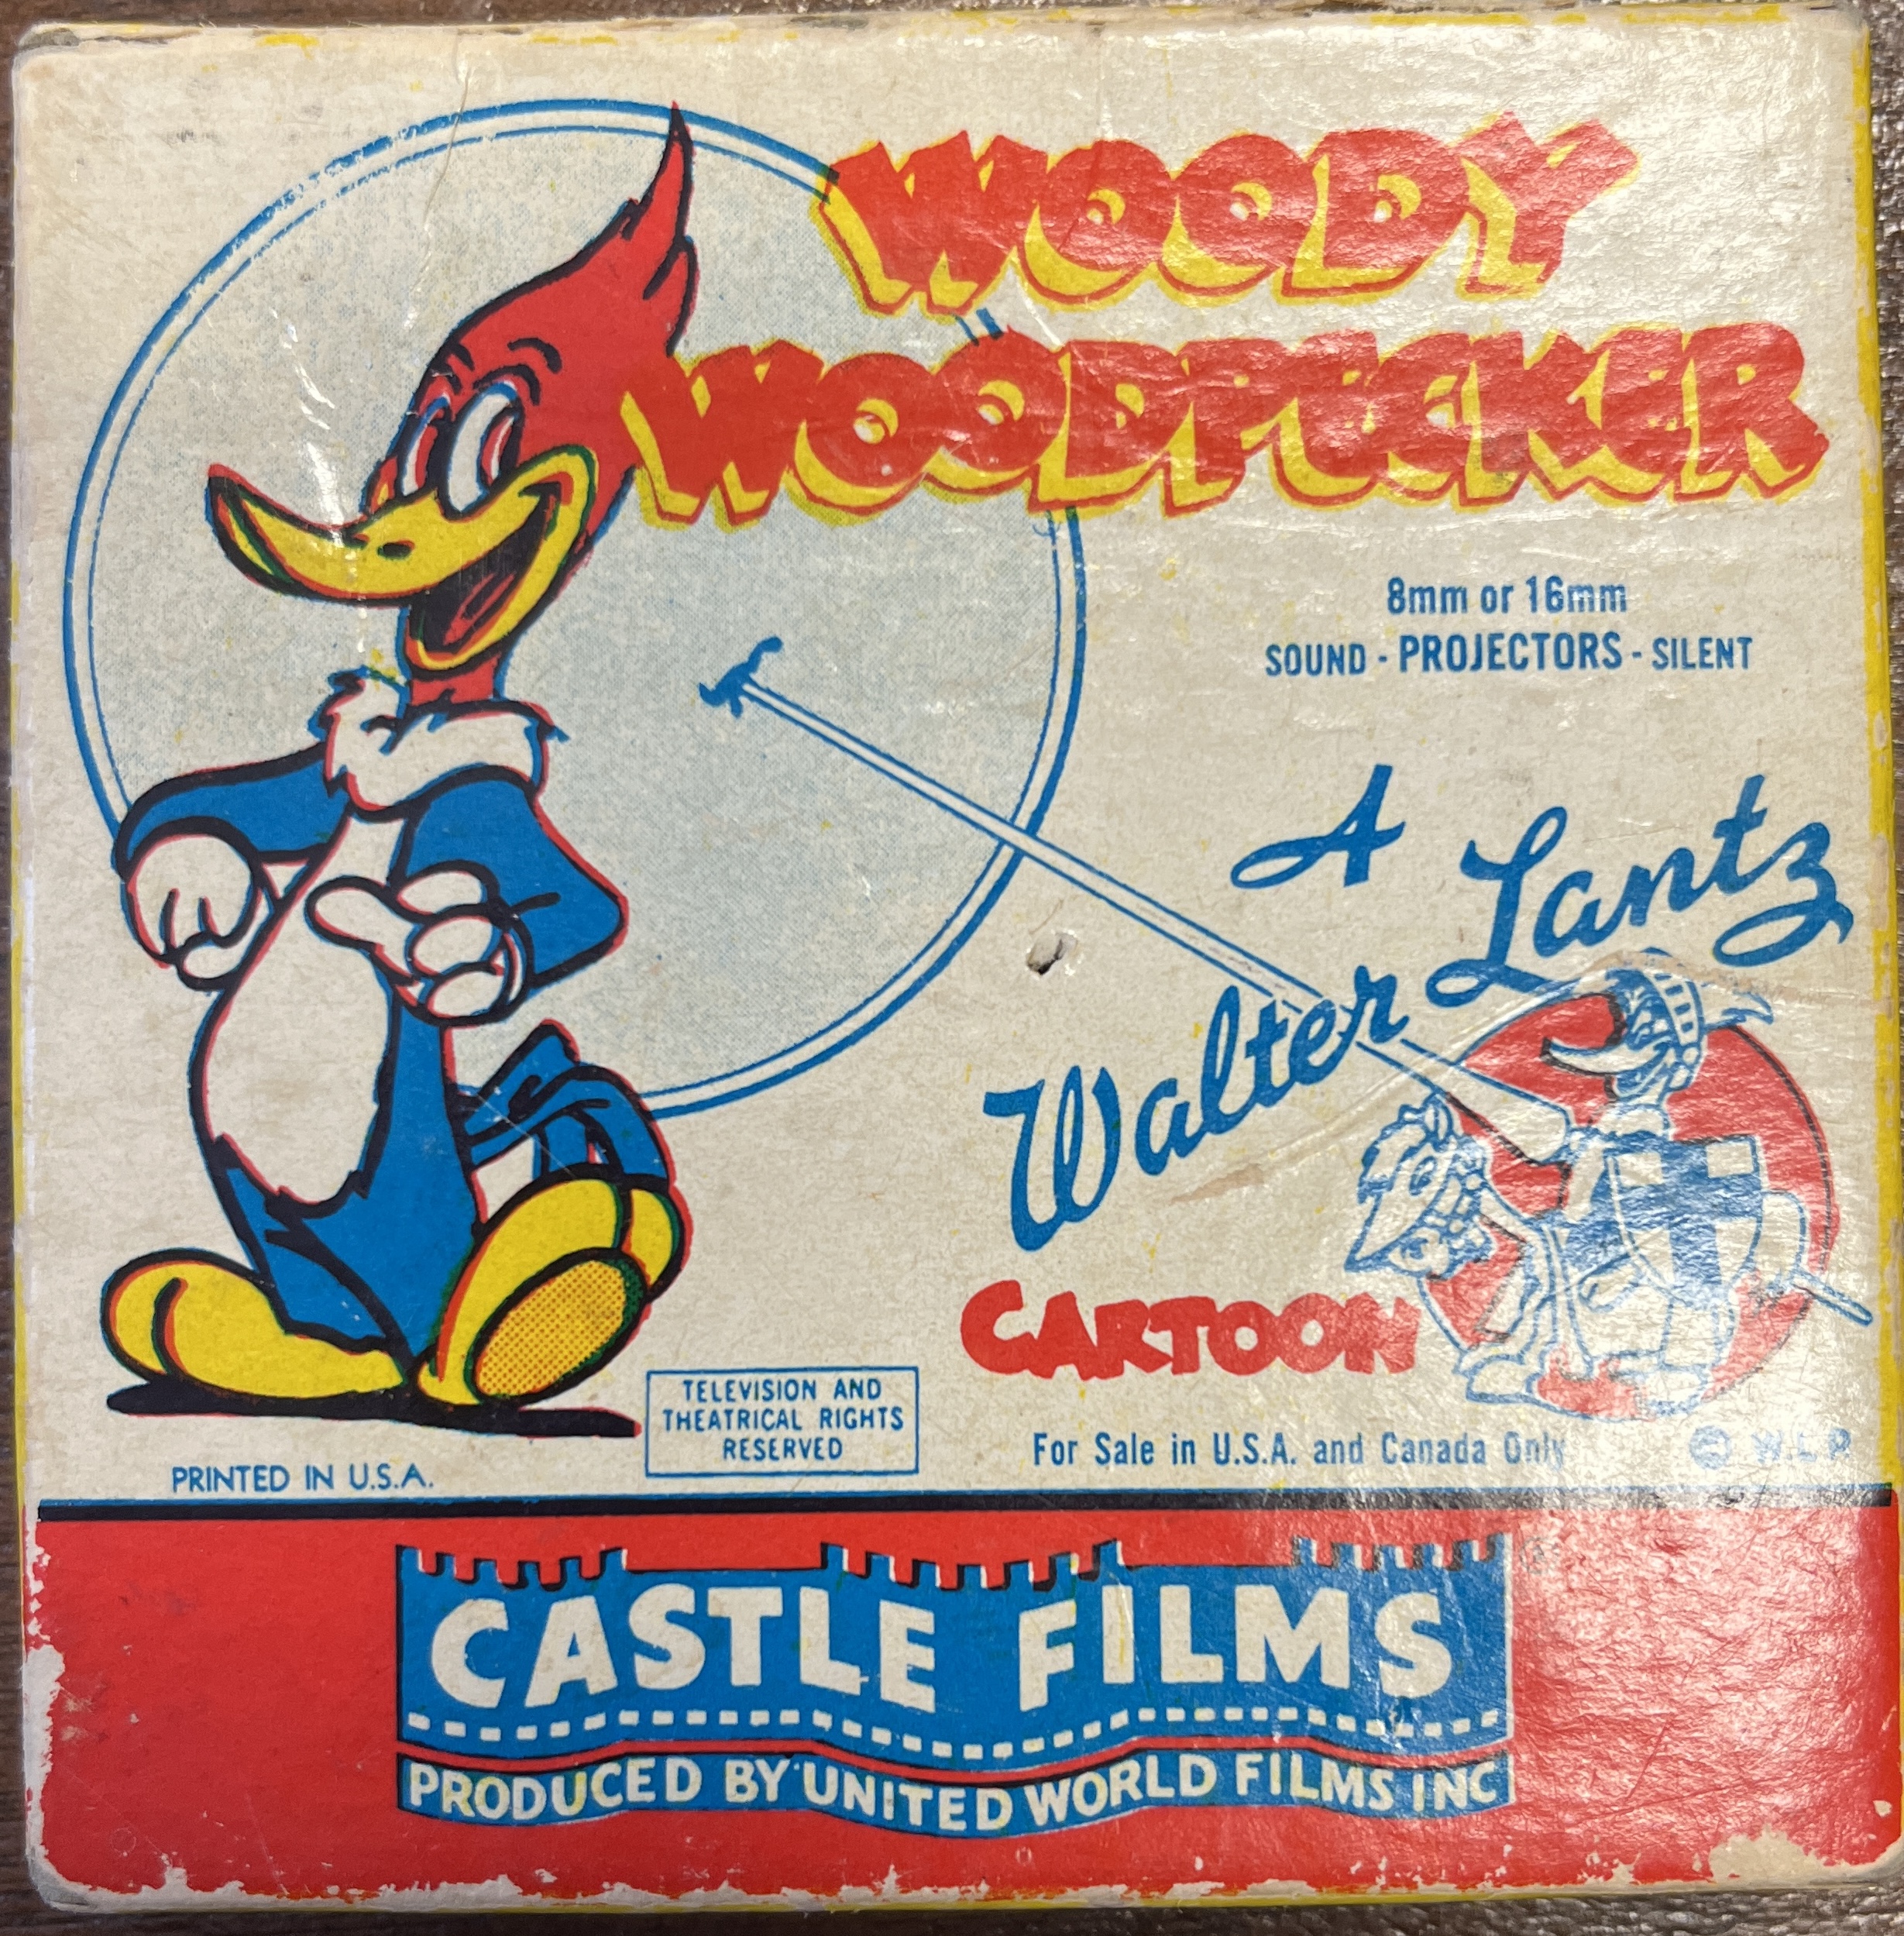 WOODY
WOODPECKER
8mm or 16mm
SOUND - PROJECTORS - SILENT
A
Walter Lantz
CARTOON
TELEVISION AND
THEATRICAL RIGHTS
RESERVED
For Sale in U.S.A. and Canada Only
© W.L.P.
PRINTED IN U.S.A.
CASTLE FILMS
PRODUCED BY UNITED WORLD FILMS INC